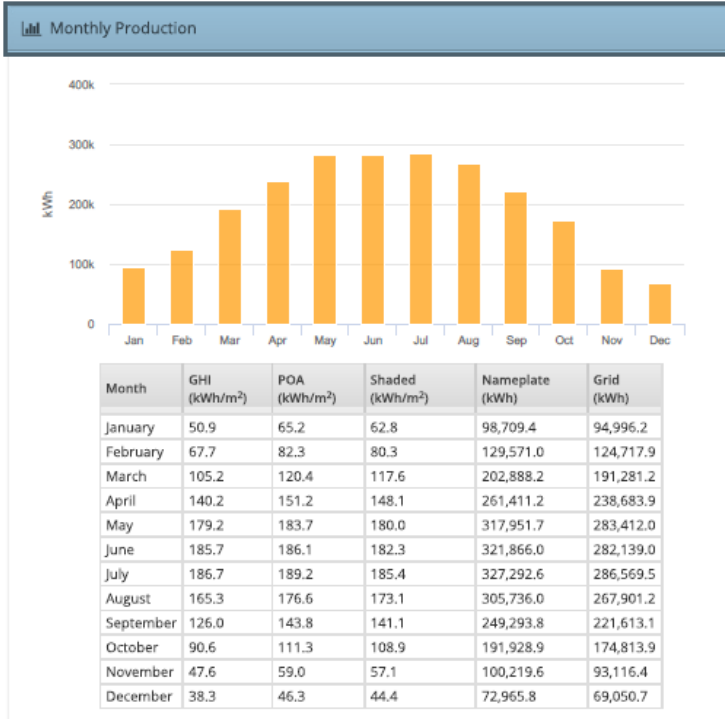 Monthly Production
400k
300k
200k
100k
0
kWh
Jan Feb Mar Apr May Jun Jul Aug Sep Oct Nov Dec
Month GHI (kWh/m²) POA (kWh/m²) Shaded (kWh/m²) Nameplate (kWh) Grid (kWh)
January 50.9 65.2 62.8 98,709.4 94,996.2
February 67.7 82.3 80.3 129,571.0 124,717.9
March 105.2 120.4 117.6 202,888.2 191,281.2
April 140.2 151.2 148.1 261,411.2 238,683.9
May 179.2 183.7 180.0 317,951.7 283,412.0
June 185.7 186.1 182.3 321,866.0 282,139.0
July 186.7 189.2 185.4 327,292.6 286,569.5
August 165.3 176.6 173.1 305,736.0 267,901.2
September 126.0 143.8 141.1 249,293.8 221,613.1
October 90.6 111.3 108.9 191,928.9 174,813.9
November 47.6 59.0 57.1 100,219.6 93,116.4
December 38.3 46.3 44.4 72,965.8 69,050.7